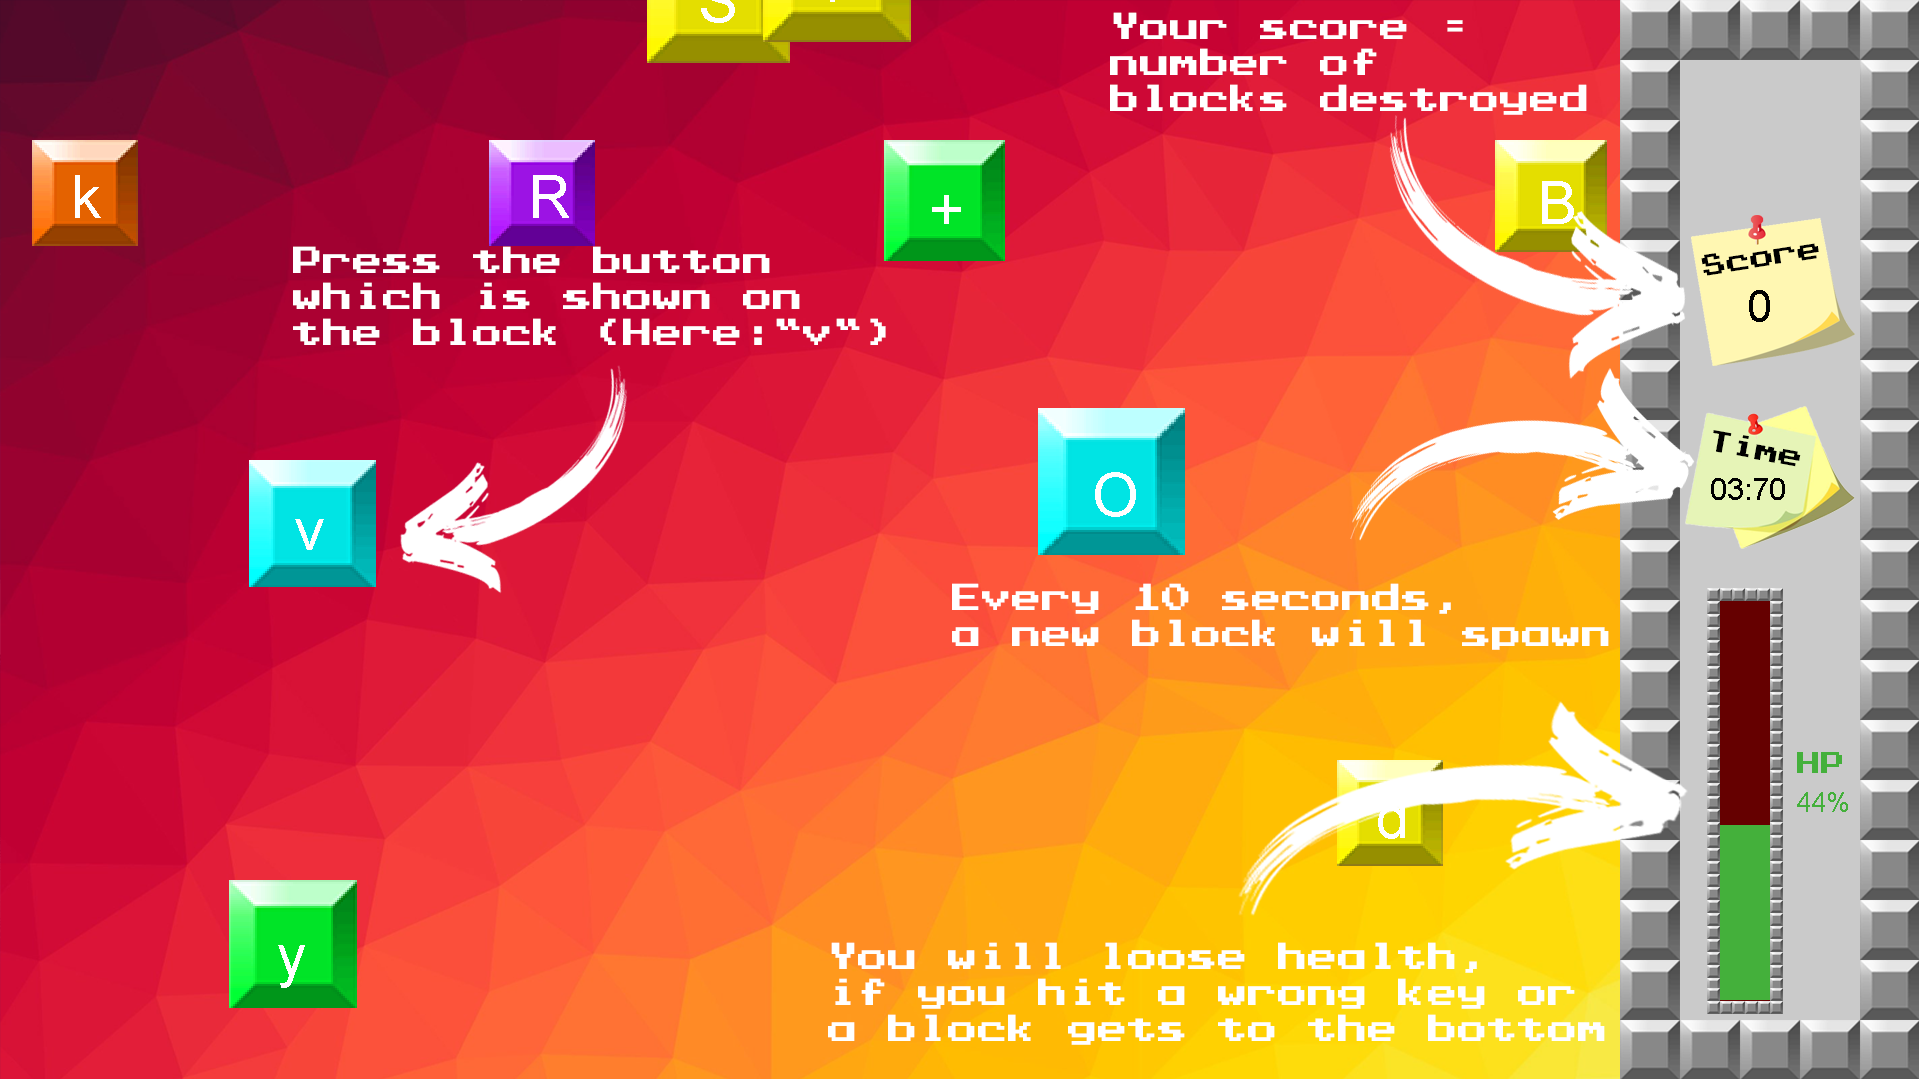 S
Your score =
number of
blocks destroyed
k
R
+
B
Press the button
which is shown on
the block (Here:"v")
Score
0
v
O
Time
03:70
Every 10 seconds,
a new block will spawn
HP
44%
d
y
You will loose health,
if you hit a wrong key or
a block gets to the bottom